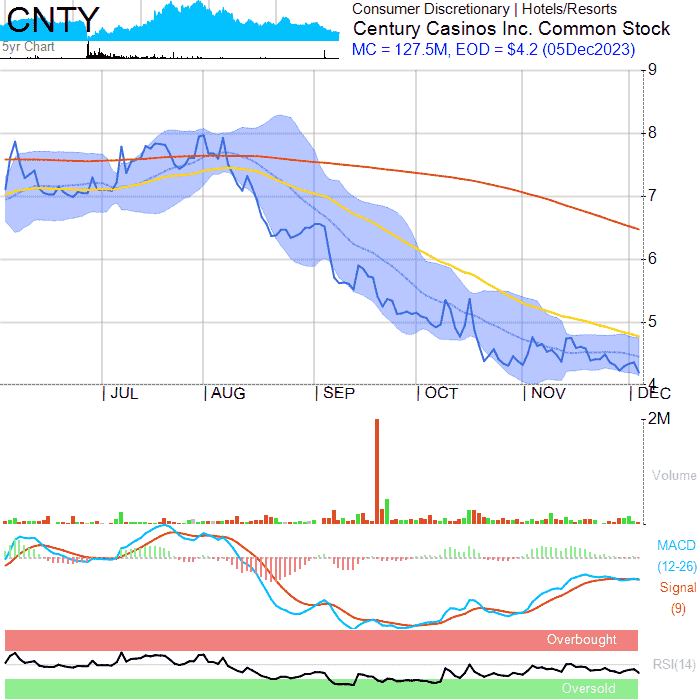 CNTY
5yr Chart
Consumer Discretionary | Hotels/Resorts
Century Casinos Inc. Common Stock
MC = 127.5M, EOD = $4.2 (05Dec2023)
9
8
7
6
5
4
| JUL | AUG | SEP | OCT | NOV | DEC
2M
Volume
MACD
(12-26)
Signal
(9)
Overbought
RSI(14)
Oversold